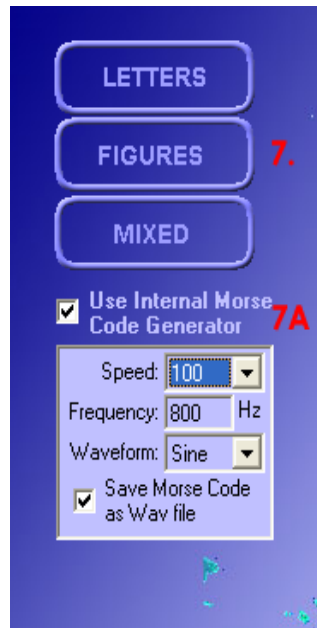 LETTERS
FIGURES 7.
MIXED
Use Internal Morse
Code Generator 7A
Speed: 100
Frequency: 800 Hz
Waveform: Sine
Save Morse Code
as Wav file